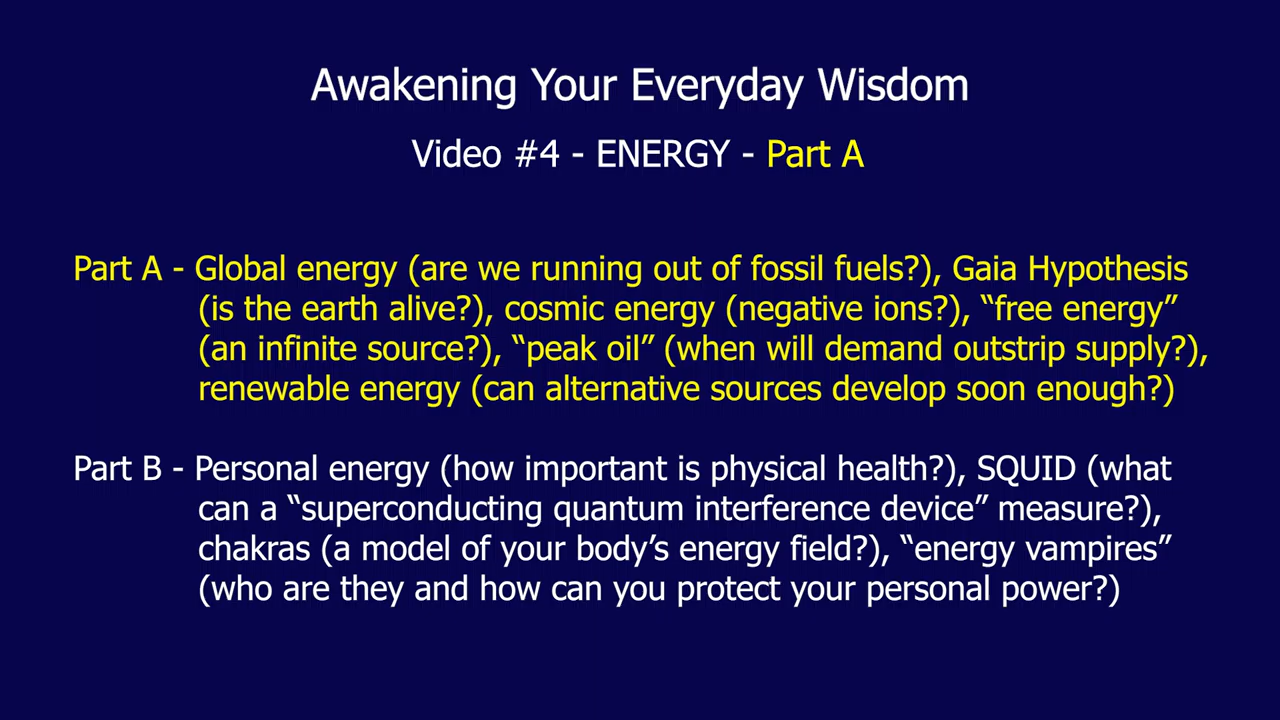 Awakening Your Everyday Wisdom
Video #4 - ENERGY - Part A
Part A - Global energy (are we running out of fossil fuels?), Gaia Hypothesis
(is the earth alive?), cosmic energy (negative ions?), “free energy”
(an infinite source?), “peak oil” (when will demand outstrip supply?),
renewable energy (can alternative sources develop soon enough?)
Part B - Personal energy (how important is physical health?), SQUID (what
can a “superconducting quantum interference device” measure?),
chakras (a model of your body’s energy field?), “energy vampires”
(who are they and how can you protect your personal power?)